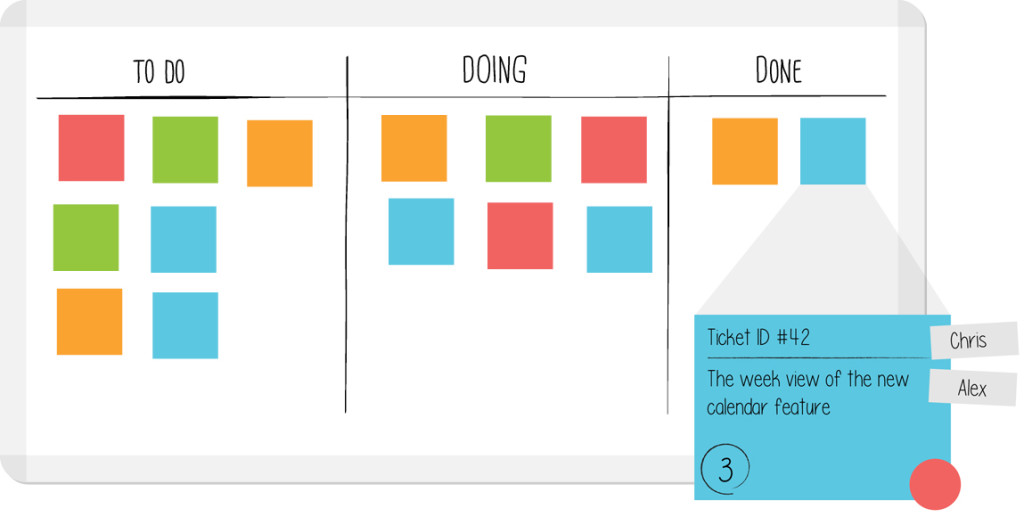 TO DO
DOING
DONE
Ticket ID #42
Chris
The week view of the new
calendar feature
Alex
3